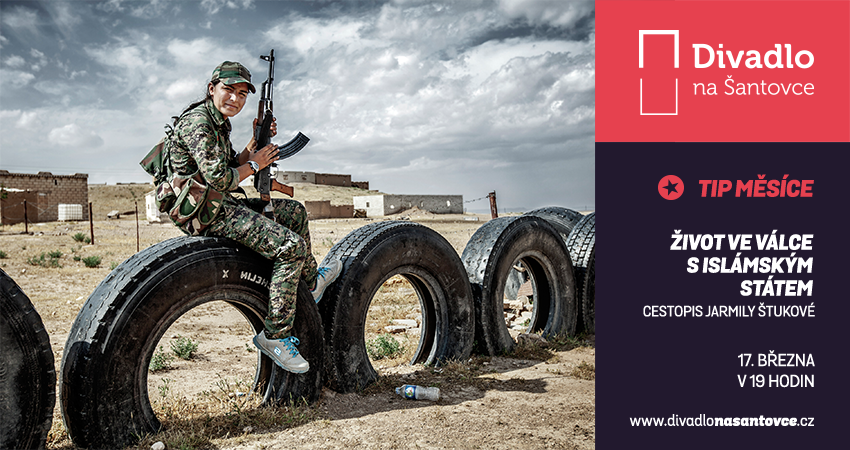 Divadlo
na Šantovce
TIP MĚSÍCE
ŽIVOT VE VÁLCE
S ISLÁMSKÝM
STÁTEM
CESTOPIS JARMILY ŠTUKOVÉ
17. BŘEZNA
V 19 HODIN
www.divadlonasantovce.cz